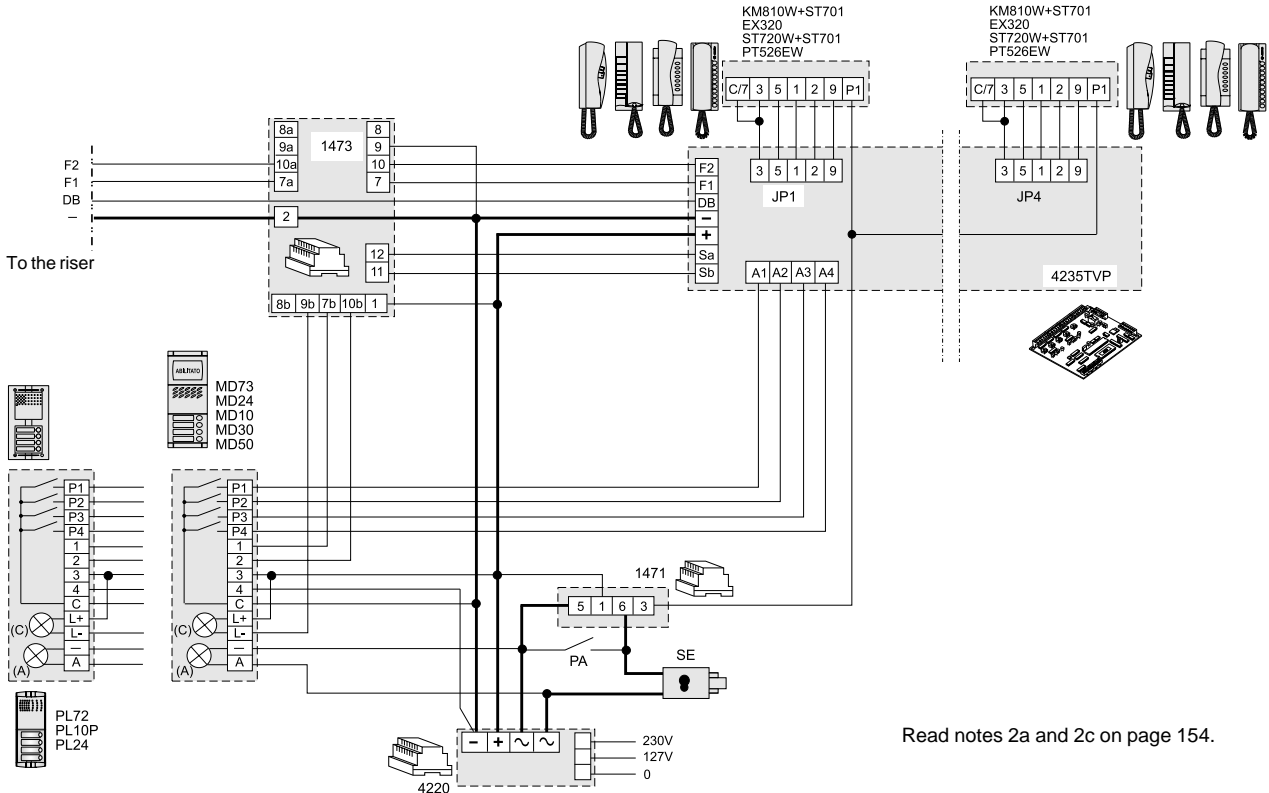 KM810W+ST701
EX320
ST720W+ST701
PT526EW
KM810W+ST701
EX320
ST720W+ST701
PT526EW
C/7 3 5 1 2 9 P1
C/7 3 5 1 2 9 P1
8a 8
9a 1473 9
10a 10
7a 7
2
12
11
8b 9b 7b 10b 1
F2
F1
DB
–
To the riser
F2
F1
DB
–
+
Sa
Sb
3 5 1 2 9
JP1
A1 A2 A3 A4
3 5 1 2 9
JP4
4235TVP
ABILITATO
MD73
MD24
MD10
MD30
MD50
P1
P2
P3
P4
1
2
3
4
C
L+
(C) L-
–
(A) A
P1
P2
P3
P4
1
2
3
4
C
L+
(C) L-
–
(A) A
PL72
PL10P
PL24
1471
5 1 6 3
PA
SE
– + ~ ~
230V
127V
0
4220
Read notes 2a and 2c on page 154.